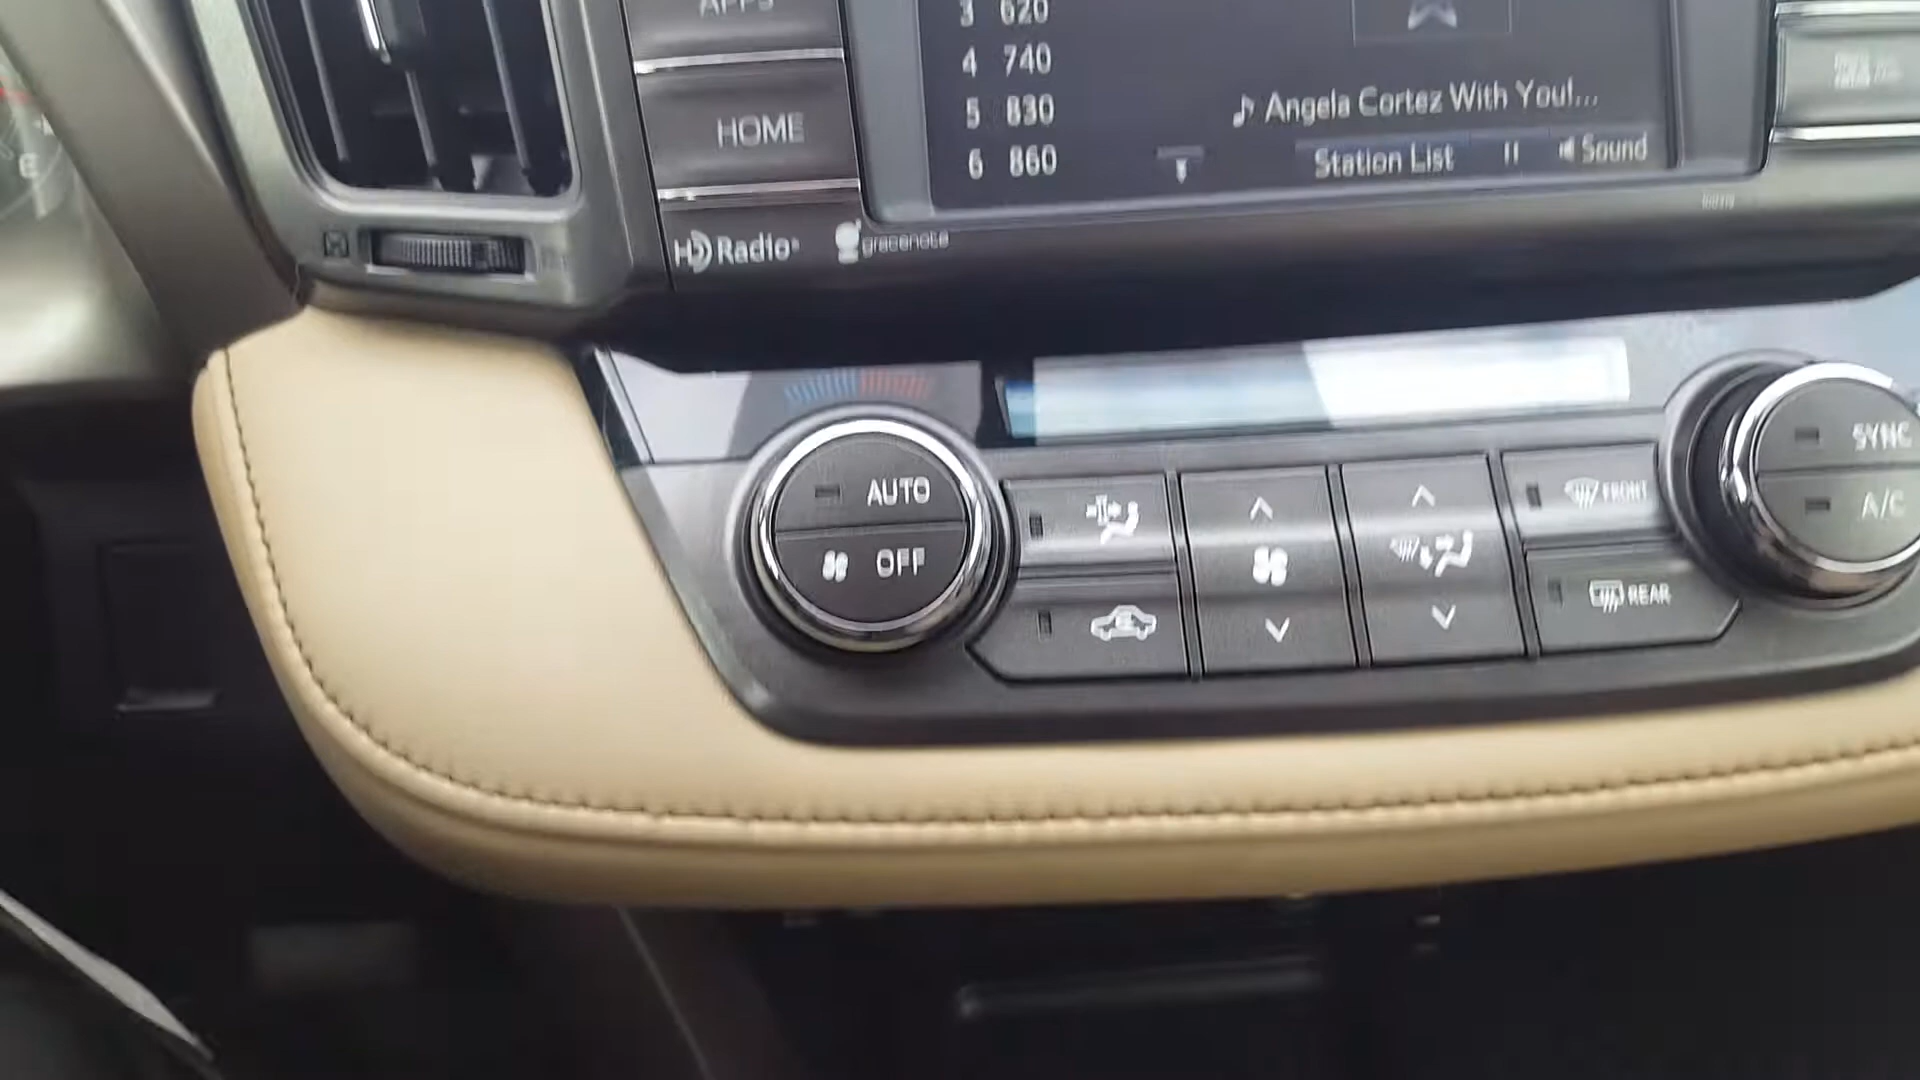 APPS
HOME
3 620
4 740
5 830
6 860
Angela Cortez With You!...
Station List
Sound
HD Radio
gracenote
AUTO
OFF
FRONT
REAR
SYNC
A/C
E